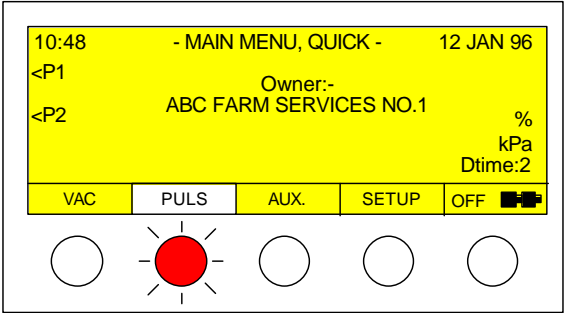 10:48 - MAIN MENU, QUICK - 12 JAN 96
<P1
Owner:-
<P2 ABC FARM SERVICES NO.1
%
kPa
Dtime:2
VAC PULS AUX. SETUP OFF